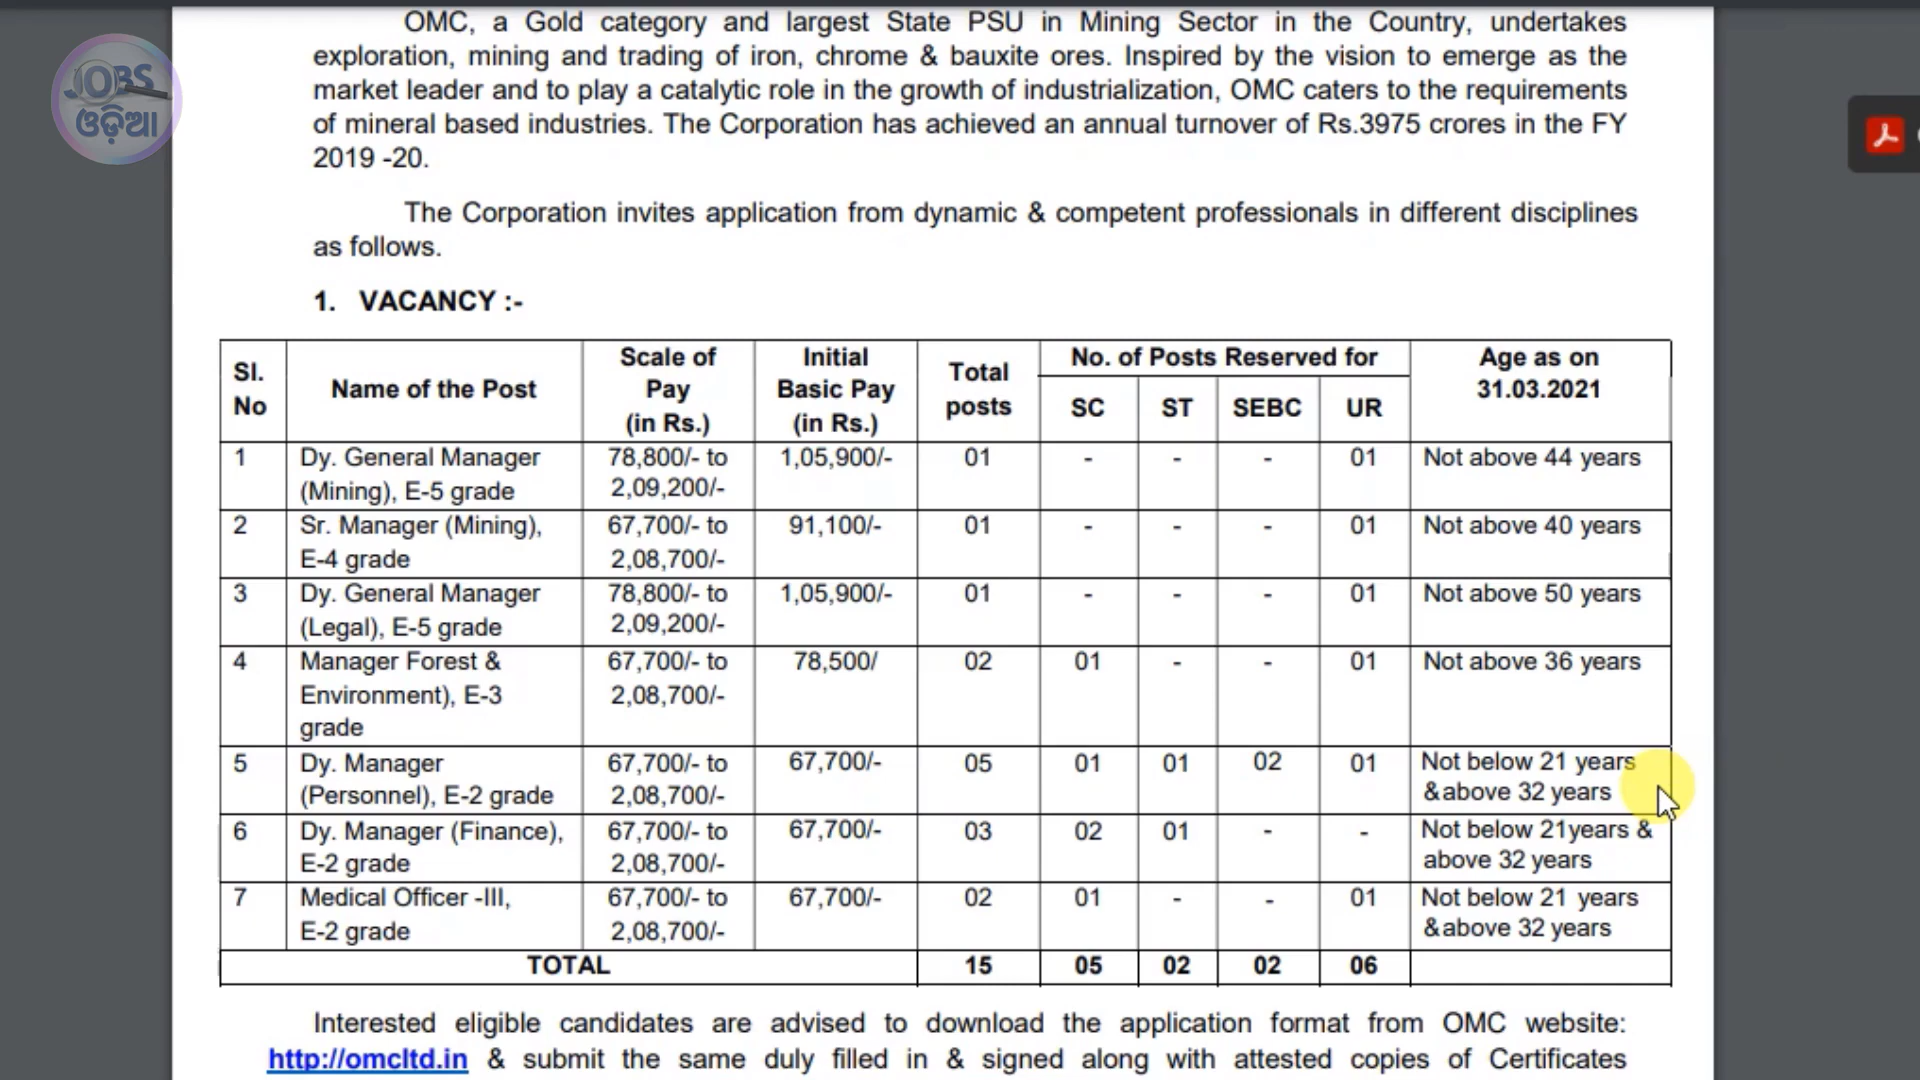 JOBS
ଓଡ଼ିଆ
OMC, a Gold category and largest State PSU in Mining Sector in the Country, undertakes
exploration, mining and trading of iron, chrome & bauxite ores. Inspired by the vision to emerge as the
market leader and to play a catalytic role in the growth of industrialization, OMC caters to the requirements
of mineral based industries. The Corporation has achieved an annual turnover of Rs.3975 crores in the FY
2019 -20.
The Corporation invites application from dynamic & competent professionals in different disciplines
as follows.
1. VACANCY :-
Sl. No | Name of the Post | Scale of Pay (in Rs.) | Initial Basic Pay (in Rs.) | Total posts | No. of Posts Reserved for | Age as on 31.03.2021
SC | ST | SEBC | UR
1 | Dy. General Manager (Mining), E-5 grade | 78,800/- to 2,09,200/- | 1,05,900/- | 01 | - | - | - | 01 | Not above 44 years
2 | Sr. Manager (Mining), E-4 grade | 67,700/- to 2,08,700/- | 91,100/- | 01 | - | - | - | 01 | Not above 40 years
3 | Dy. General Manager (Legal), E-5 grade | 78,800/- to 2,09,200/- | 1,05,900/- | 01 | - | - | - | 01 | Not above 50 years
4 | Manager Forest & Environment), E-3 grade | 67,700/- to 2,08,700/- | 78,500/ | 02 | 01 | - | - | 01 | Not above 36 years
5 | Dy. Manager (Personnel), E-2 grade | 67,700/- to 2,08,700/- | 67,700/- | 05 | 01 | 01 | 02 | 01 | Not below 21 years &above 32 years
6 | Dy. Manager (Finance), E-2 grade | 67,700/- to 2,08,700/- | 67,700/- | 03 | 02 | 01 | - | - | Not below 21years & above 32 years
7 | Medical Officer -III, E-2 grade | 67,700/- to 2,08,700/- | 67,700/- | 02 | 01 | - | - | 01 | Not below 21 years &above 32 years
TOTAL | 15 | 05 | 02 | 02 | 06
Interested eligible candidates are advised to download the application format from OMC website:
http://omcltd.in & submit the same duly filled in & signed along with attested copies of Certificates